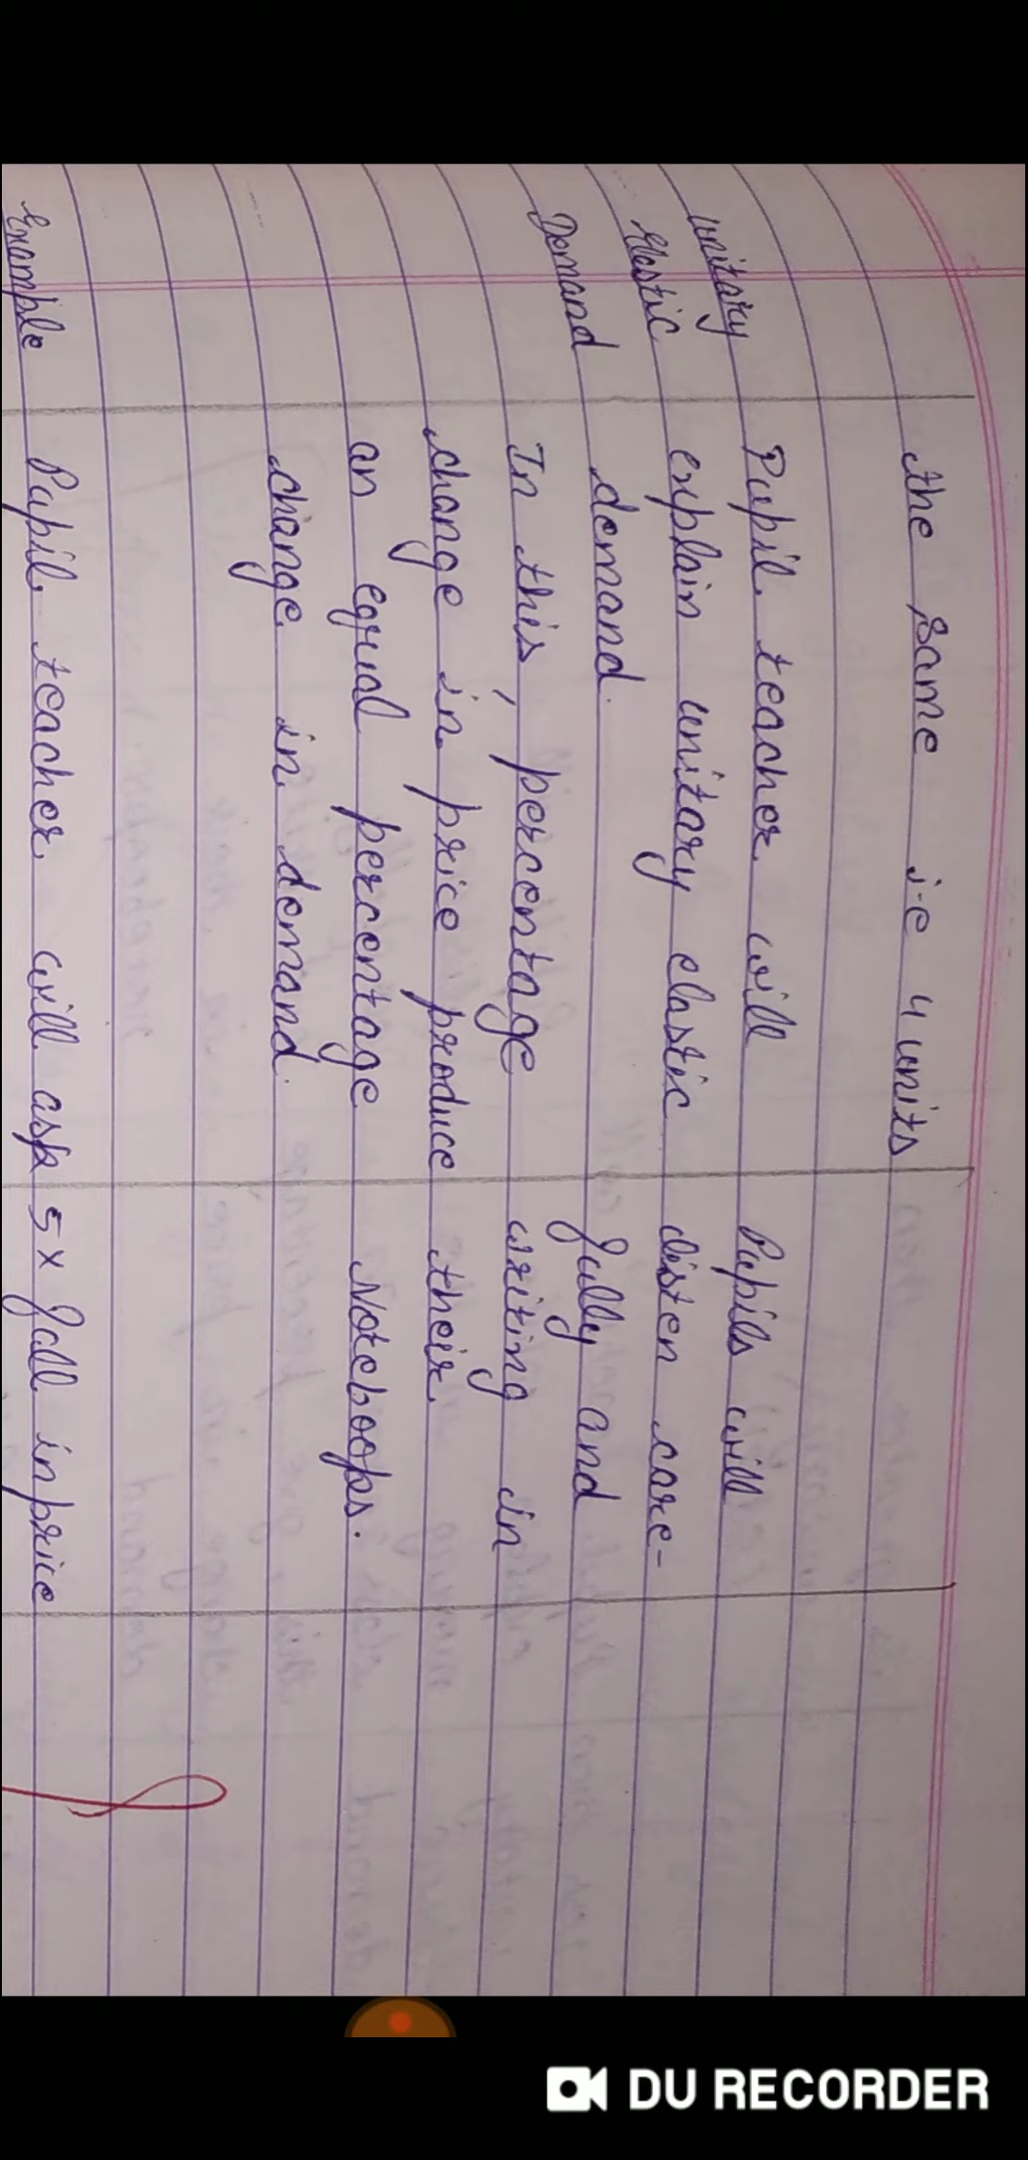 the same i.e 4 units
Unitary Pupil teacher will Pupils will
Elastic explain unitary elastic listen care-
Demand demand. fully and
In this, percentage writing in
change in price produce their
an equal percentage Notebooks.
change in demand.
Example Pupil teacher will ask 5% fall in price
DU RECORDER